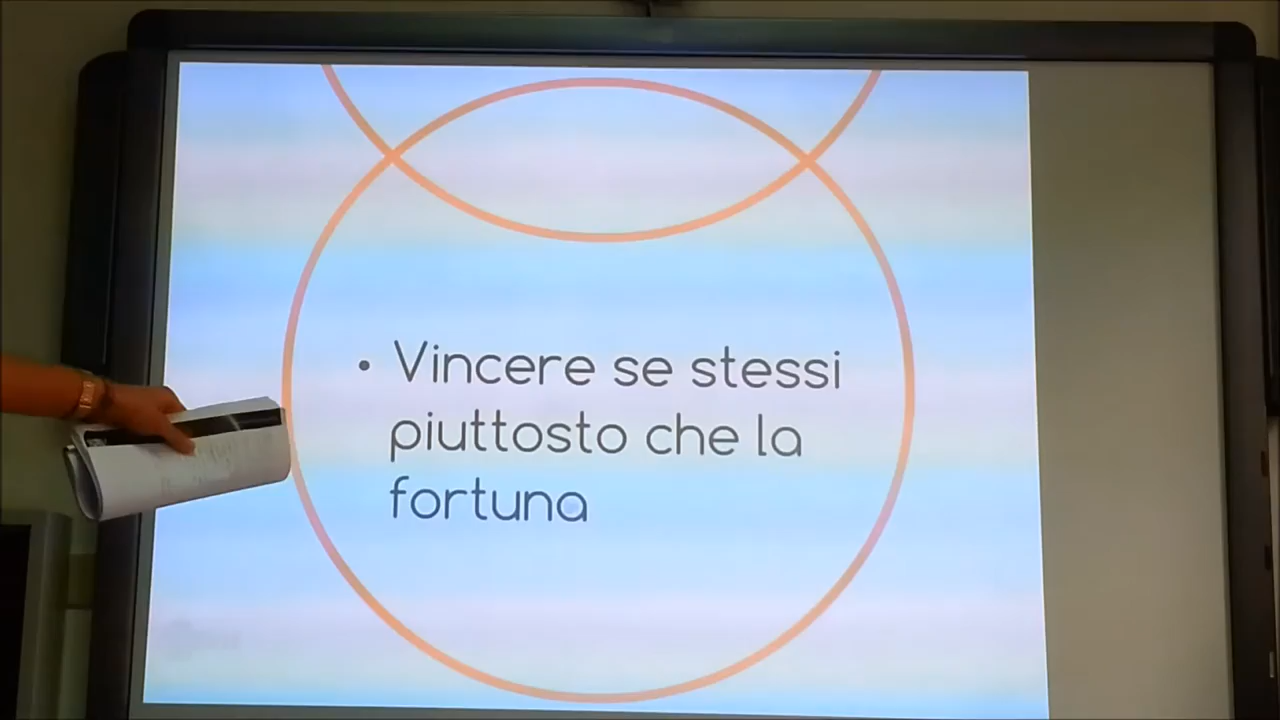 • Vincere se stessi
piuttosto che la
fortuna